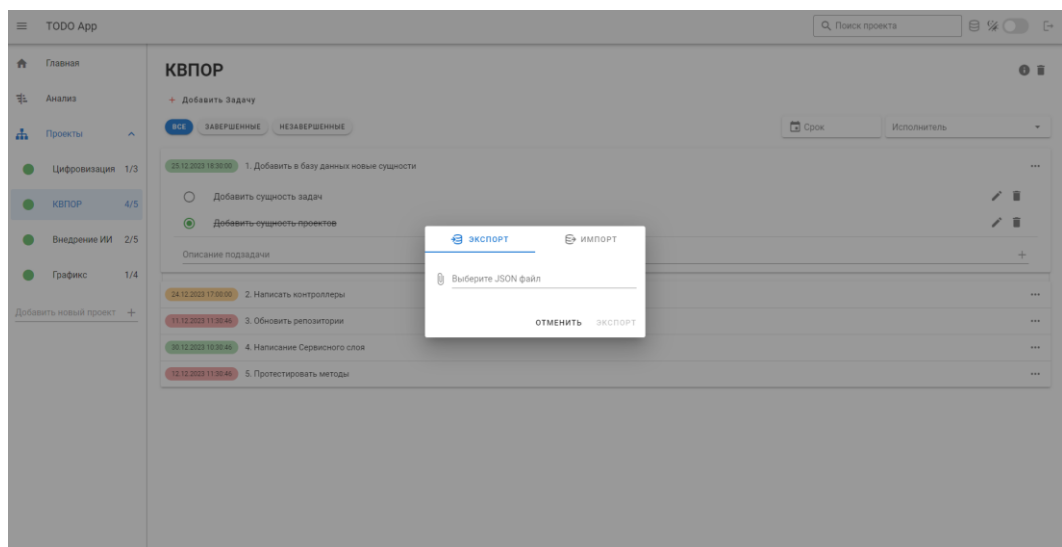 TODO App
Поиск проекта
Главная
Анализ
Проекты
Цифровизация 1/3
КВПОР 4/5
Внедрение ИИ 2/5
Графикс 1/4
Добавить новый проект +
КВПОР
+ Добавить Задачу
ВСЕ ЗАВЕРШЕННЫЕ НЕЗАВЕРШЕННЫЕ
Срок Исполнитель
25.12.2023 16:30:00 1. Добавить в базу данных новые сущности
Добавить сущность задач
Добавить сущность проектов
Описание подзадачи +
24.12.2023 17:00:00 2. Написать контроллеры
11.12.2023 11:30:46 3. Обновить репозитории
30.12.2023 10:30:46 4. Написание Сервисного слоя
12.12.2023 11:30:46 5. Протестировать методы
ЭКСПОРТ ИМПОРТ
Выберите JSON файл
ОТМЕНИТЬ ЭКСПОРТ